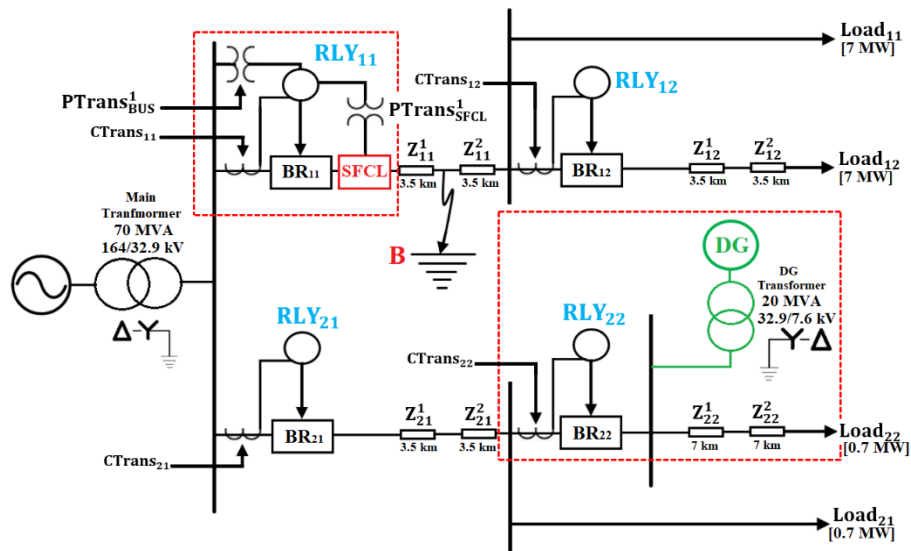 Load₁₁
[7 MW]
RLY₁₁
CTrans₁₂
RLY₁₂
PTrans¹BUS
PTrans¹SFCL
CTrans₁₁
BR₁₁
SFCL
Z¹₁₁
3.5 km
Z²₁₁
3.5 km
BR₁₂
Z¹₁₂
3.5 km
Z²₁₂
3.5 km
Load₁₂
[7 MW]
Main
Tranfmormer
70 MVA
164/32.9 kV
Δ-Y
B
DG
DG
Transformer
20 MVA
32.9/7.6 kV
Y-Δ
RLY₂₁
RLY₂₂
CTrans₂₂
BR₂₁
Z¹₂₁
3.5 km
Z²₂₁
3.5 km
BR₂₂
Z¹₂₂
7 km
Z²₂₂
7 km
Load₂₂
[0.7 MW]
CTrans₂₁
Load₂₁
[0.7 MW]